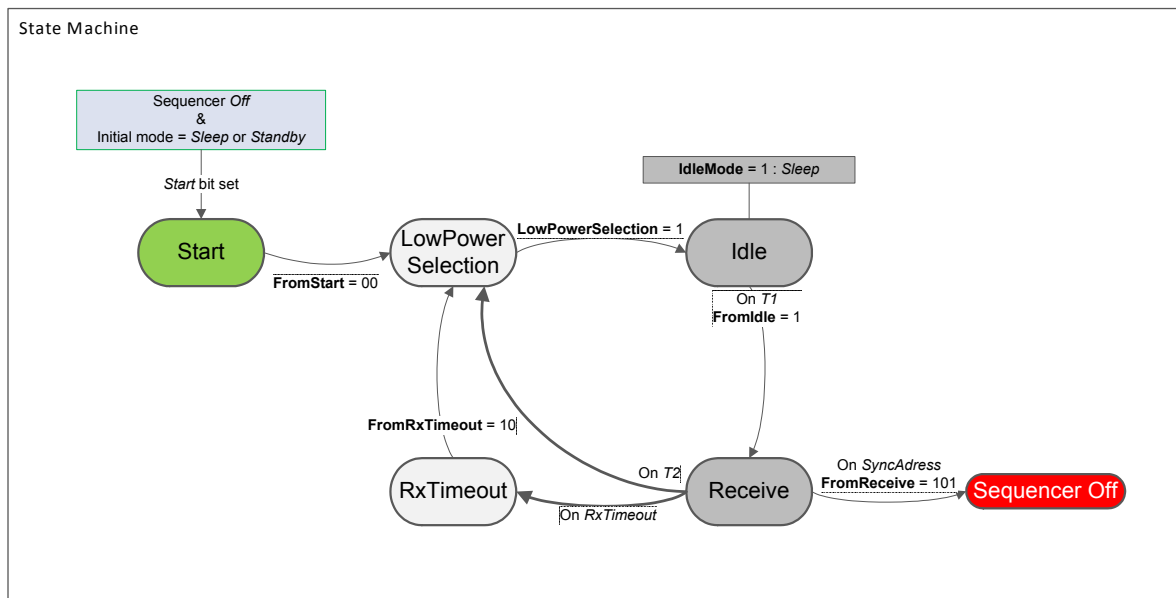 State Machine
Sequencer Off
&
Initial mode = Sleep or Standby
IdleMode = 1 : Sleep
Start bit set
Start
LowPower
Selection
LowPowerSelection = 1
Idle
FromStart = 00
On T1
FromIdle = 1
FromRxTimeout = 10
RxTimeout
On T2
On RxTimeout
Receive
On SyncAdress
FromReceive = 101
Sequencer Off